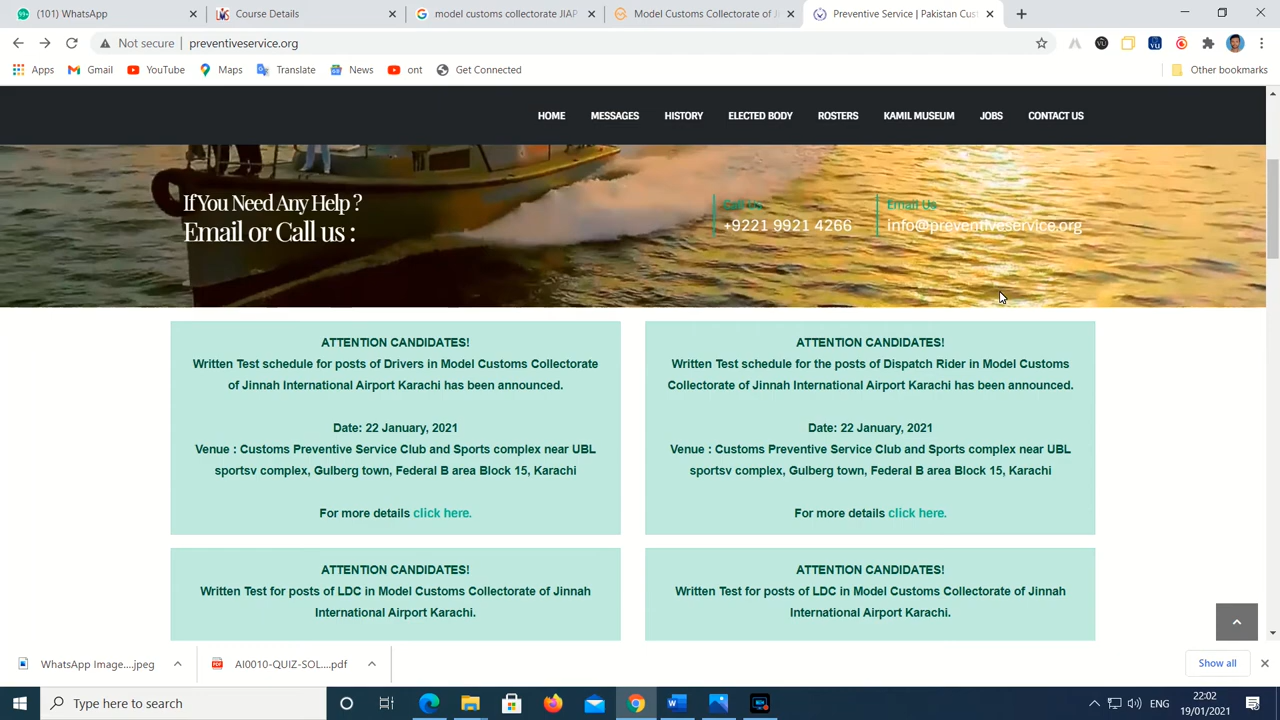 (101) WhatsApp
Course Details
model customs collectorate JIAP
Model Customs Collectorate of Ji
Preventive Service | Pakistan Cust
Not secure
preventiveservice.org
Apps
Gmail
YouTube
Maps
Translate
News
ont
Get Connected
Other bookmarks
HOME
MESSAGES
HISTORY
ELECTED BODY
ROSTERS
KAMIL MUSEUM
JOBS
CONTACT US
If You Need Any Help ?
Email or Call us :
Call Us
+9221 9921 4266
Email Us
info@preventiveservice.org
ATTENTION CANDIDATES!
Written Test schedule for posts of Drivers in Model Customs Collectorate
of Jinnah International Airport Karachi has been announced.
Date: 22 January, 2021
Venue : Customs Preventive Service Club and Sports complex near UBL
sportsv complex, Gulberg town, Federal B area Block 15, Karachi
For more details click here.
ATTENTION CANDIDATES!
Written Test schedule for the posts of Dispatch Rider in Model Customs
Collectorate of Jinnah International Airport Karachi has been announced.
Date: 22 January, 2021
Venue : Customs Preventive Service Club and Sports complex near UBL
sportsv complex, Gulberg town, Federal B area Block 15, Karachi
For more details click here.
ATTENTION CANDIDATES!
Written Test for posts of LDC in Model Customs Collectorate of Jinnah
International Airport Karachi.
ATTENTION CANDIDATES!
Written Test for posts of LDC in Model Customs Collectorate of Jinnah
International Airport Karachi.
WhatsApp Image....jpeg
AI0010-QUIZ-SOL....pdf
Show all
Type here to search
ENG
22:02
19/01/2021